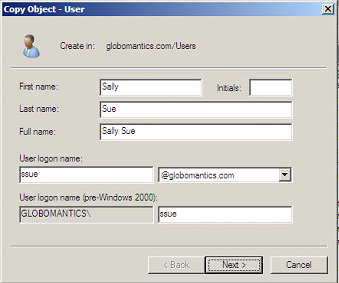 Copy Object - User
Create in: globomantics.com/Users
First name: Sally Initials:
Last name: Sue
Full name: Sally Sue
User logon name:
ssue @globomantics.com
User logon name (pre-Windows 2000):
GLOBOMANTICS\ ssue
< Back Next > Cancel